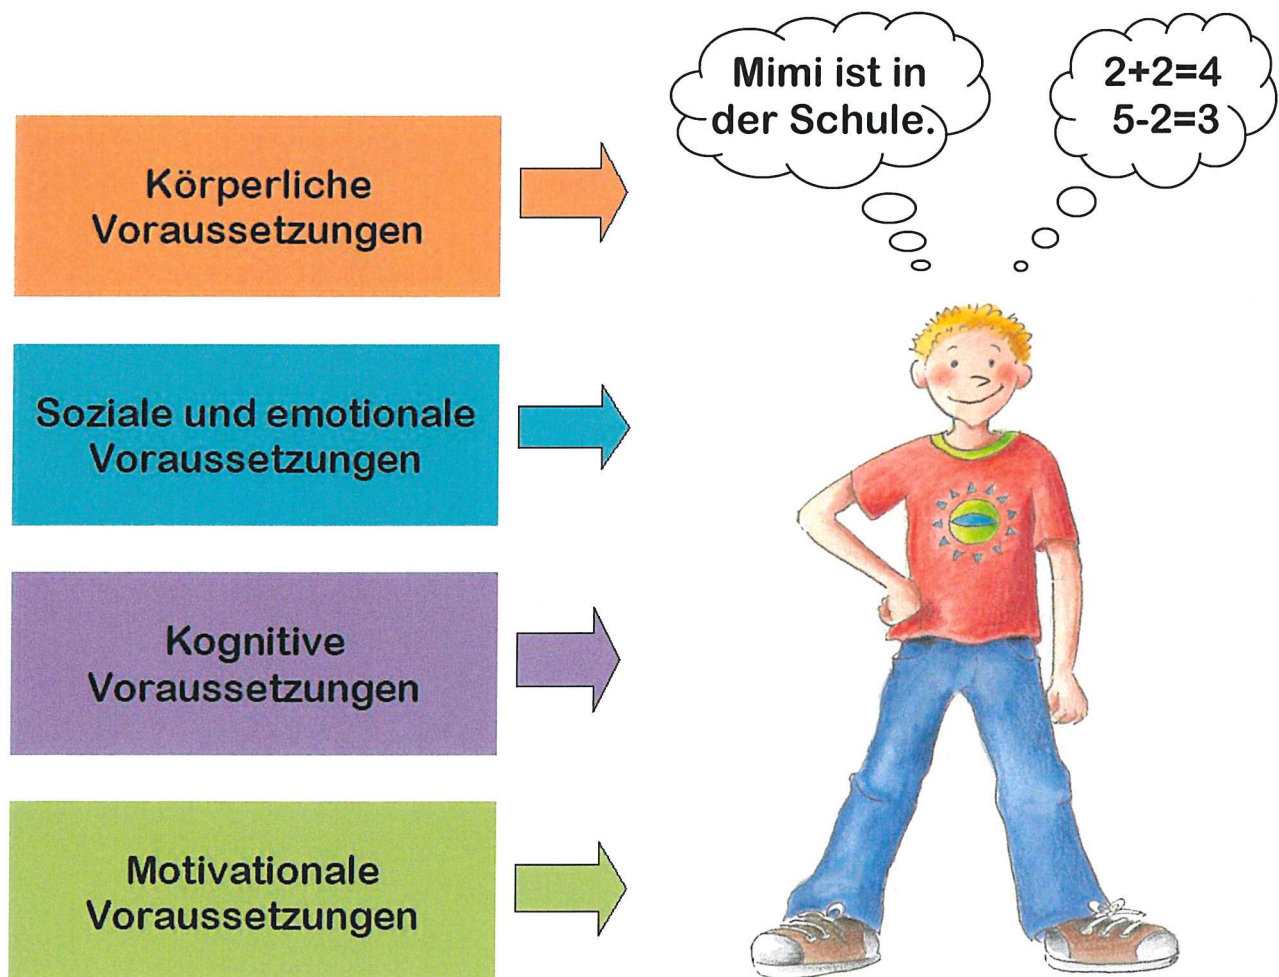 Mimi ist in
der Schule.
2+2=4
5-2=3
Körperliche
Voraussetzungen
Soziale und emotionale
Voraussetzungen
Kognitive
Voraussetzungen
Motivationale
Voraussetzungen